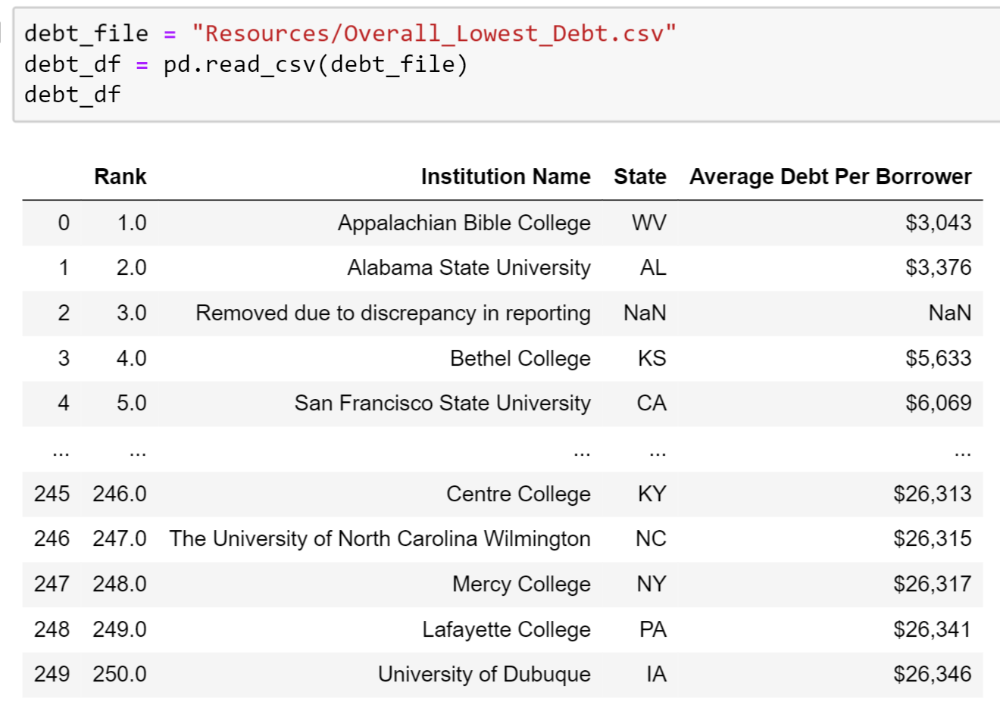 debt_file = "Resources/Overall_Lowest_Debt.csv"
debt_df = pd.read_csv(debt_file)
debt_df
Rank Institution Name State Average Debt Per Borrower
0 1.0 Appalachian Bible College WV $3,043
1 2.0 Alabama State University AL $3,376
2 3.0 Removed due to discrepancy in reporting NaN NaN
3 4.0 Bethel College KS $5,633
4 5.0 San Francisco State University CA $6,069
... ... ... ... ...
245 246.0 Centre College KY $26,313
246 247.0 The University of North Carolina Wilmington NC $26,315
247 248.0 Mercy College NY $26,317
248 249.0 Lafayette College PA $26,341
249 250.0 University of Dubuque IA $26,346